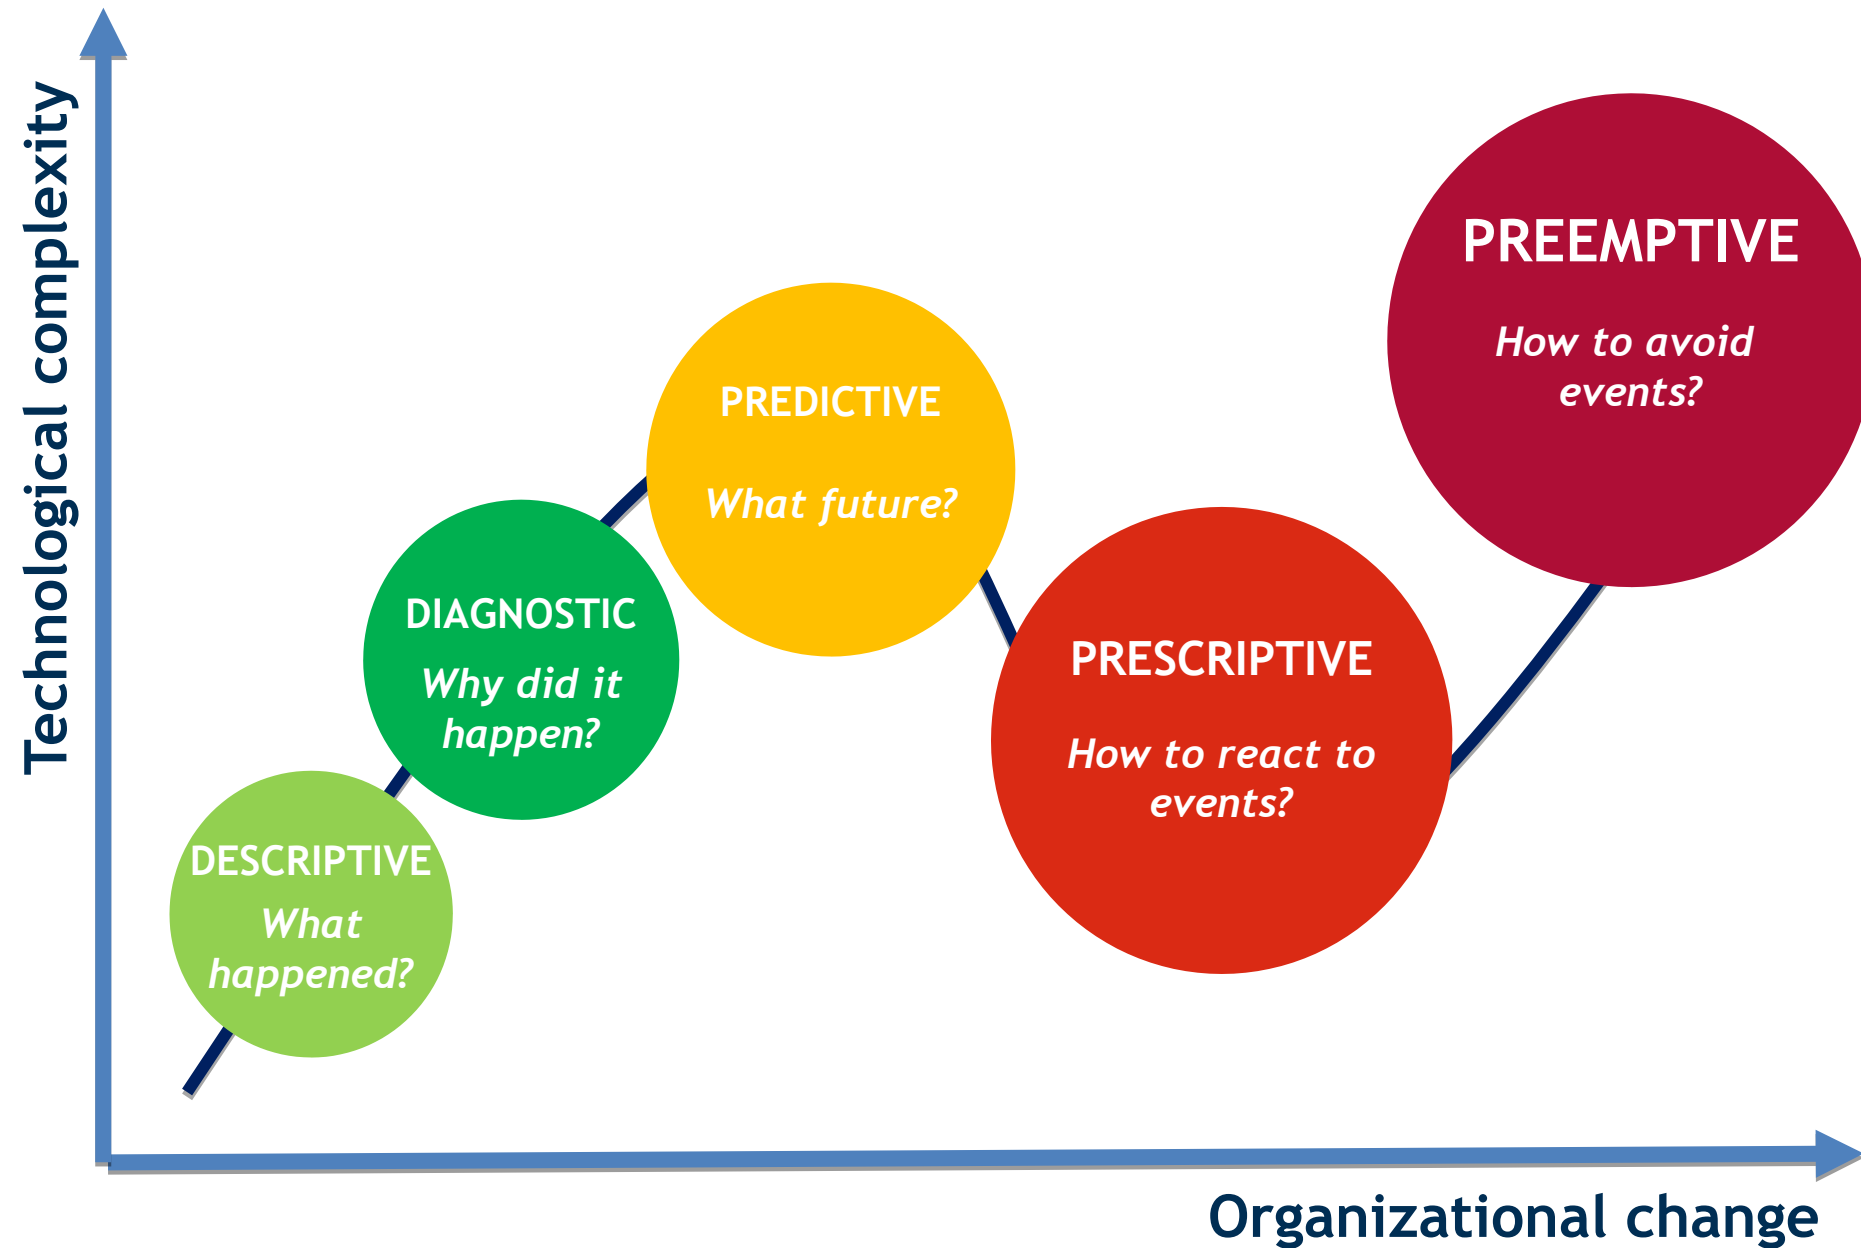 Technological complexity
PREEMPTIVE
How to avoid
events?
PREDICTIVE
What future?
DIAGNOSTIC
Why did it
happen?
PRESCRIPTIVE
How to react to
events?
DESCRIPTIVE
What
happened?
Organizational change